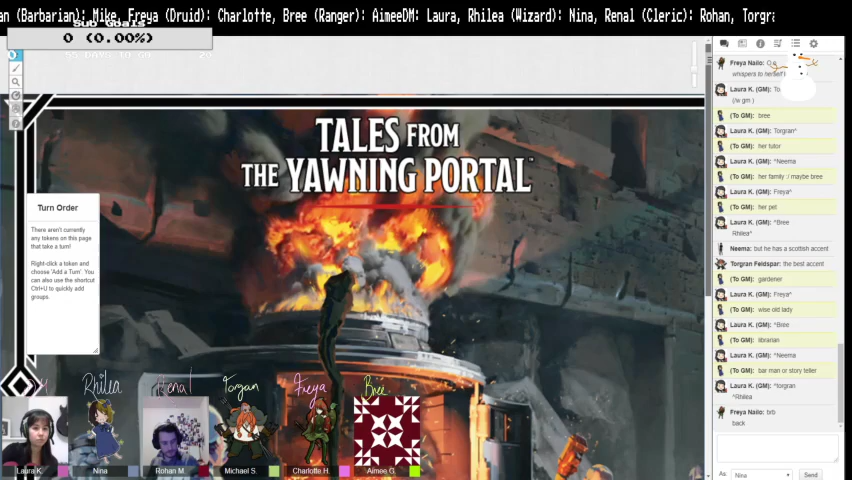 an (Barbarian): Mike, Freya (Druid): Charlotte, Bree (Ranger): AimeeDM: Laura, Rhilea (Wizard): Nina, Renal (Cleric): Rohan, Torgra
Sub Goals
0 (0.00%)
TALES FROM
THE YAWNING PORTAL
Turn Order
There aren't currently
any tokens on this page
that take a turn!
Right-click a token and
choose 'Add a Turn'. You
can also use the shortcut
Ctrl+U to quickly add
groups.
Rhilea
Renal
Torgan
Freya
Bree
Laura K.
Nina
Rohan M.
Michael S.
Charlotte H.
Aimee G.
Freya Nailo:
whispers to herself
Laura K. (GM): To
(/w gm )
(To GM): bree
Laura K. (GM): Torgran^
(To GM): her tutor
Laura K. (GM): ^Neema
(To GM): her family :/ maybe bree
Laura K. (GM): Freya^
(To GM): her pet
Laura K. (GM): ^Bree
Rhilea^
Neema: but he has a scottish accent
Torgran Feldspar: the best accent
(To GM): gardener
Laura K. (GM): Freya^
(To GM): wise old lady
Laura K. (GM): ^Bree
(To GM): librarian
Laura K. (GM): ^Neema
(To GM): bar man or story teller
Laura K. (GM): ^torgran
^Rhilea
Freya Nailo: brb
back
As: Nina
Send